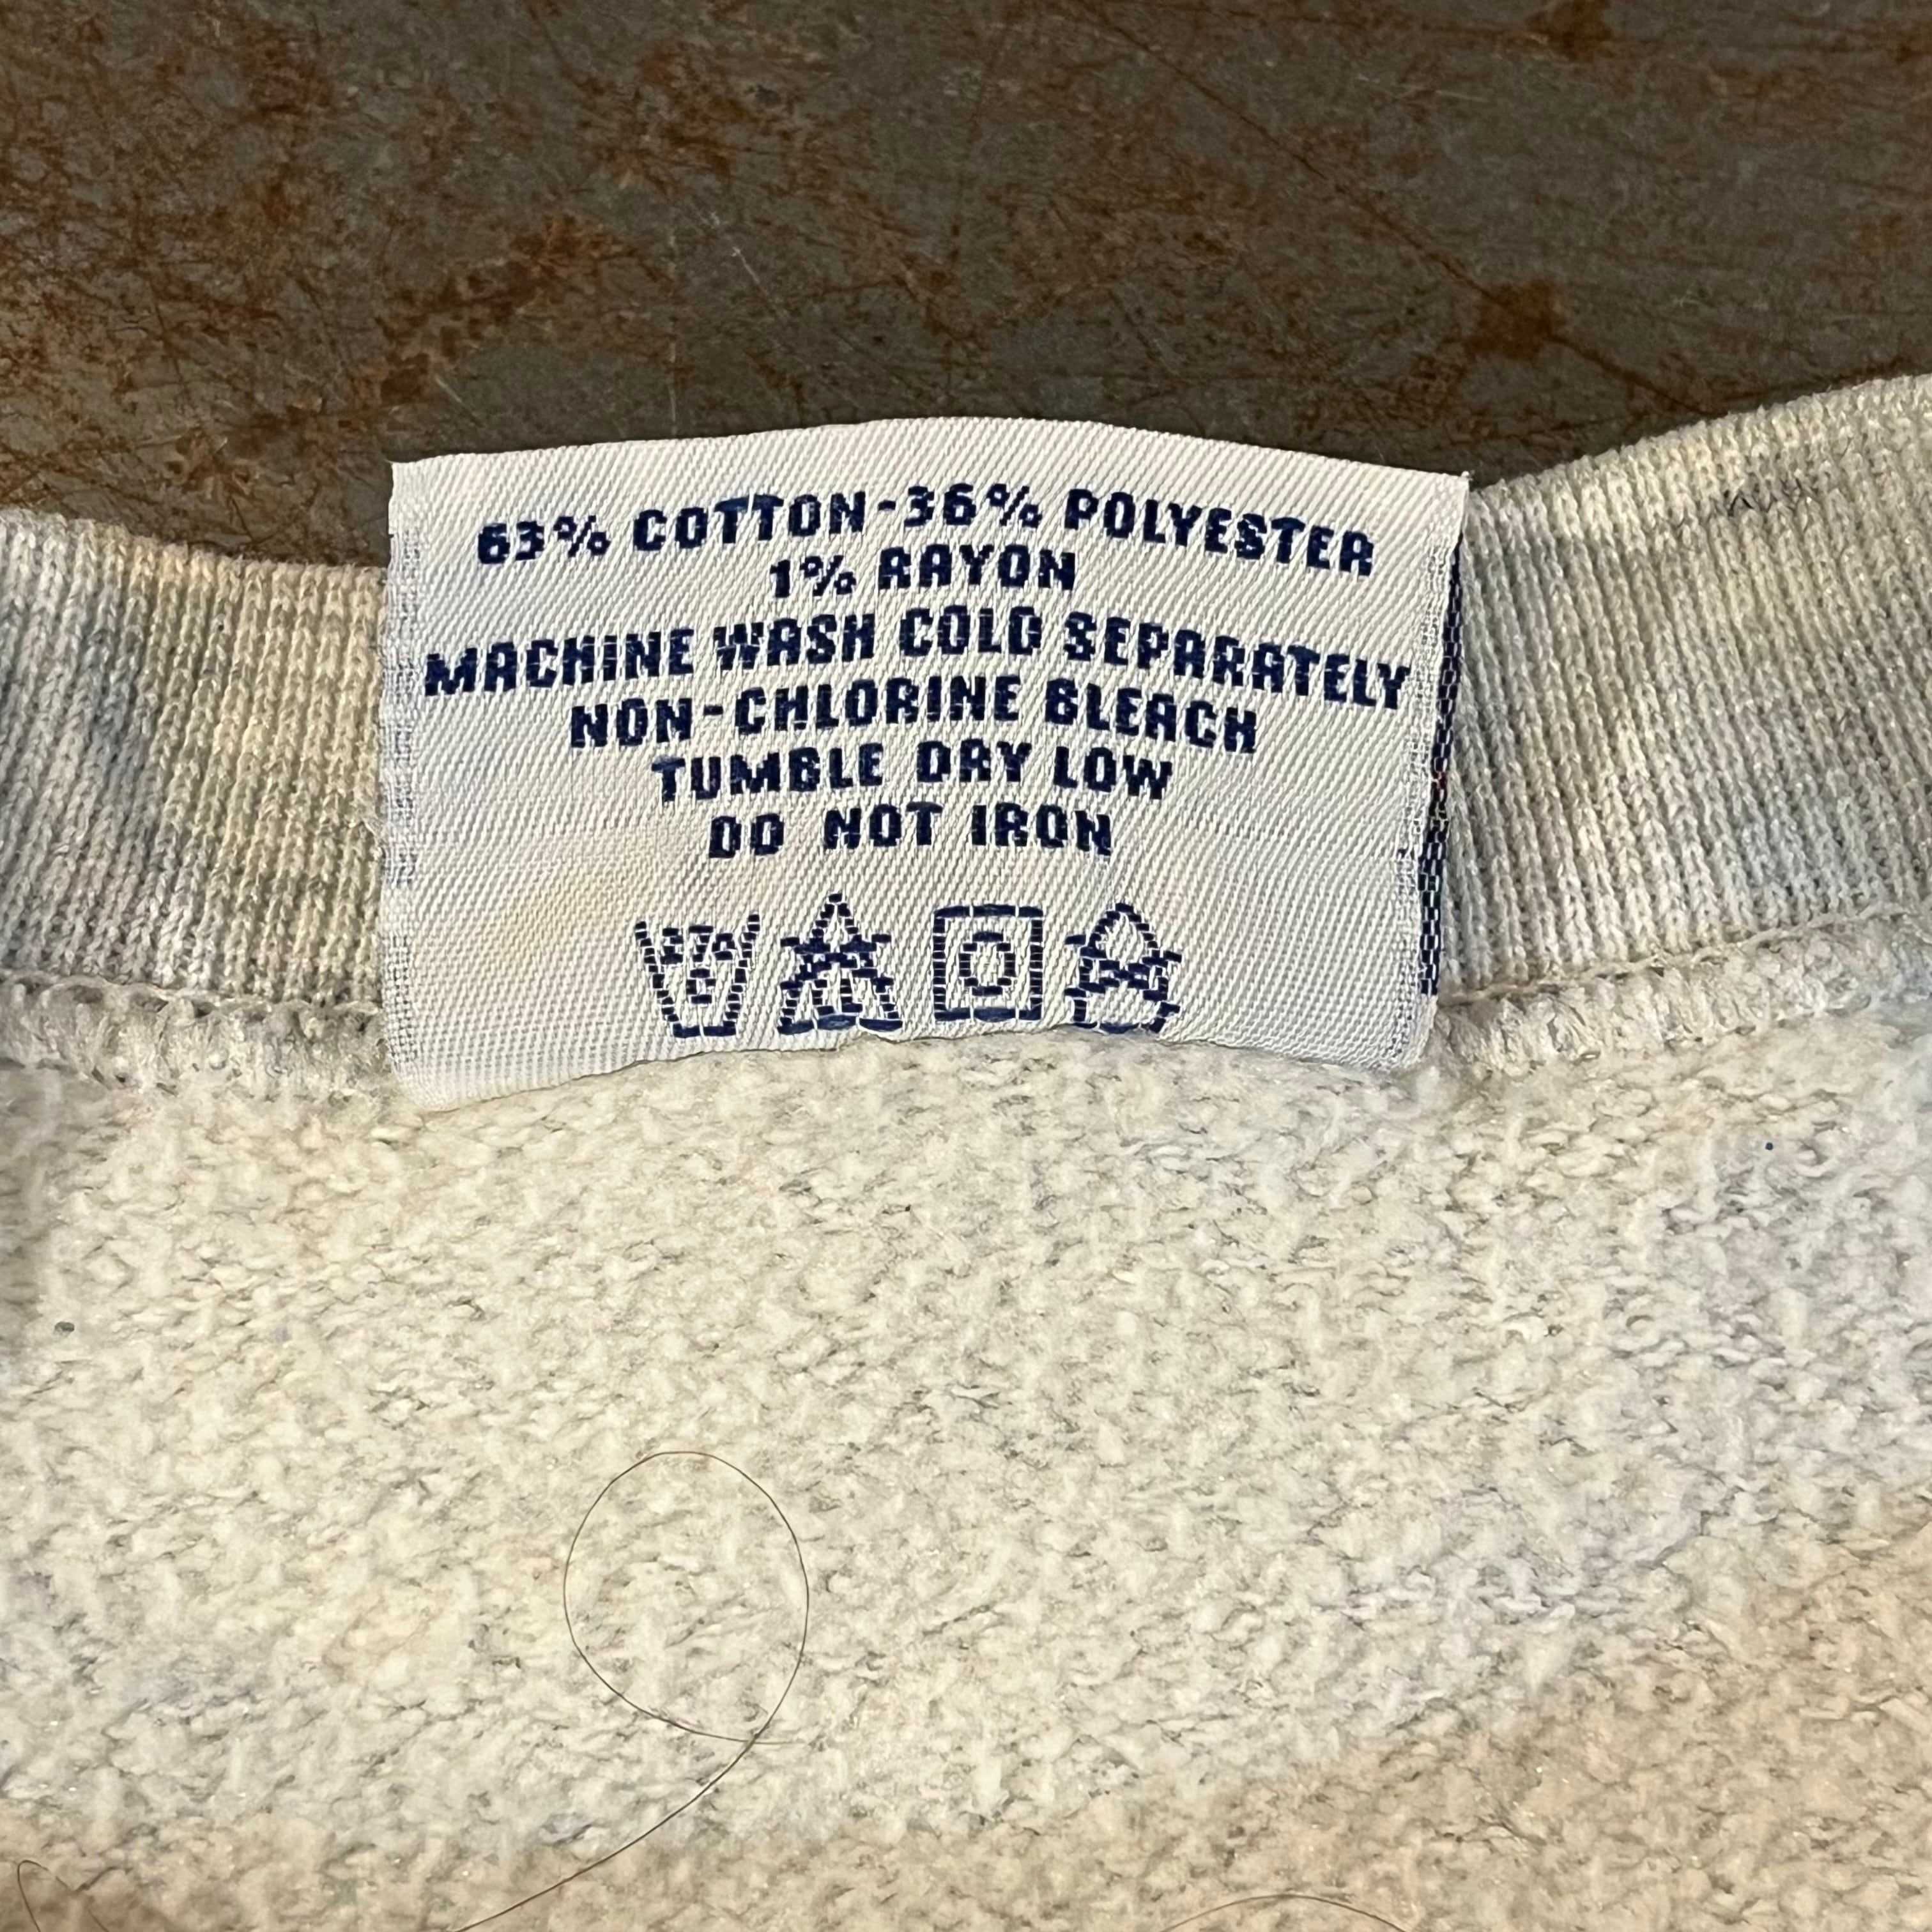 63% COTTON-36% POLYESTER
1% RAYON
MACHINE WASH COLD SEPARATELY
NON-CHLORINE BLEACH
TUMBLE DRY LOW
DO NOT IRON